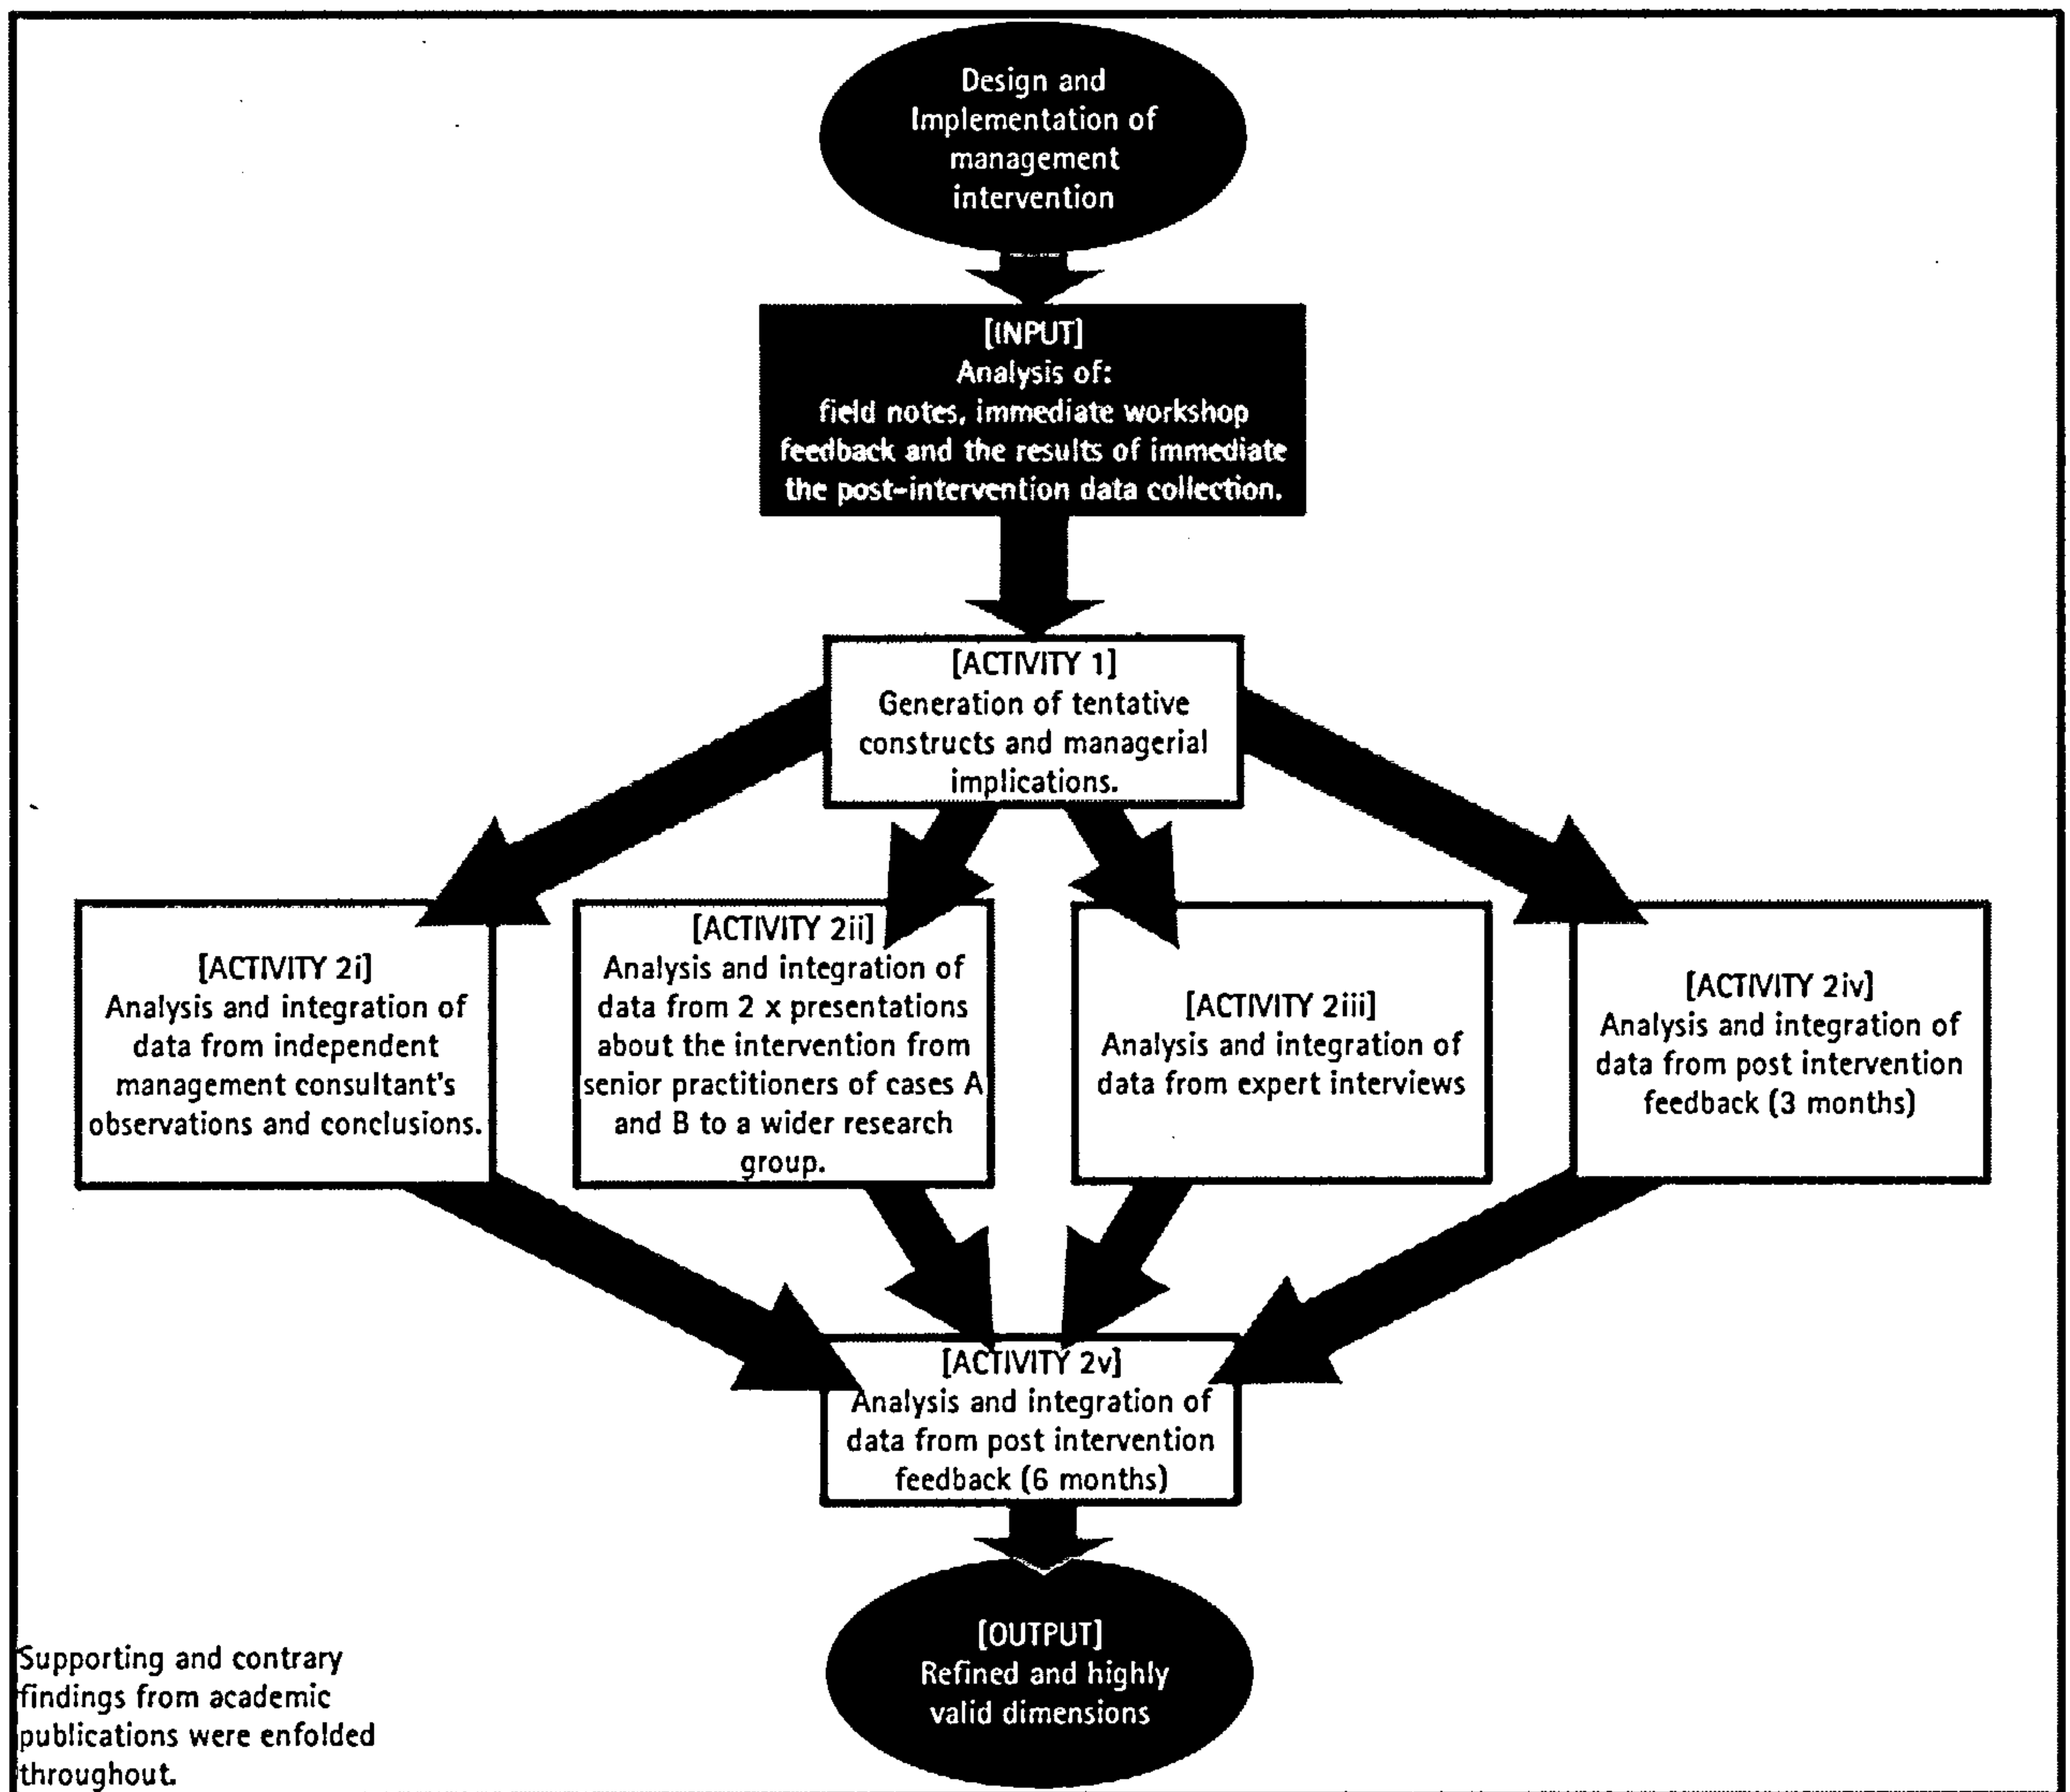 Design and
Implementation of
management
intervention
[INPUT]
Analysis of:
field notes, immediate workshop
feedback and the results of immediate
the post-intervention data collection.
[ACTIVITY 1]
Generation of tentative
constructs and managerial
implications.
[ACTIVITY 2i]
Analysis and integration of
data from independent
management consultant's
observations and conclusions.
[ACTIVITY 2ii]
Analysis and integration of
data from 2 x presentations
about the intervention from
senior practitioners of cases A
and B to a wider research
group.
[ACTIVITY 2iii]
Analysis and integration of
data from expert interviews
[ACTIVITY 2iv]
Analysis and integration of
data from post intervention
feedback (3 months)
[ACTIVITY 2v]
Analysis and integration of
data from post intervention
feedback (6 months)
[OUTPUT]
Refined and highly
valid dimensions
Supporting and contrary
findings from academic
publications were enfolded
throughout.